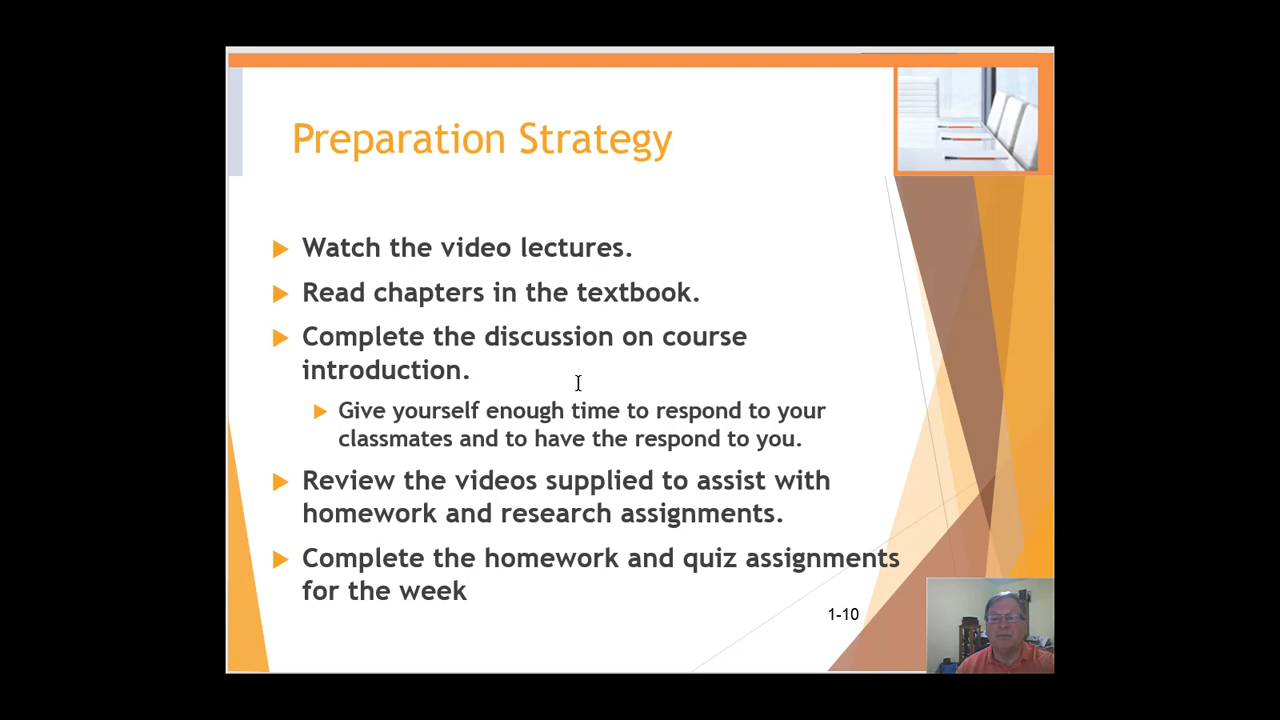 Preparation Strategy
Watch the video lectures.
Read chapters in the textbook.
Complete the discussion on course
introduction.
Give yourself enough time to respond to your
classmates and to have the respond to you.
Review the videos supplied to assist with
homework and research assignments.
Complete the homework and quiz assignments
for the week
1-10